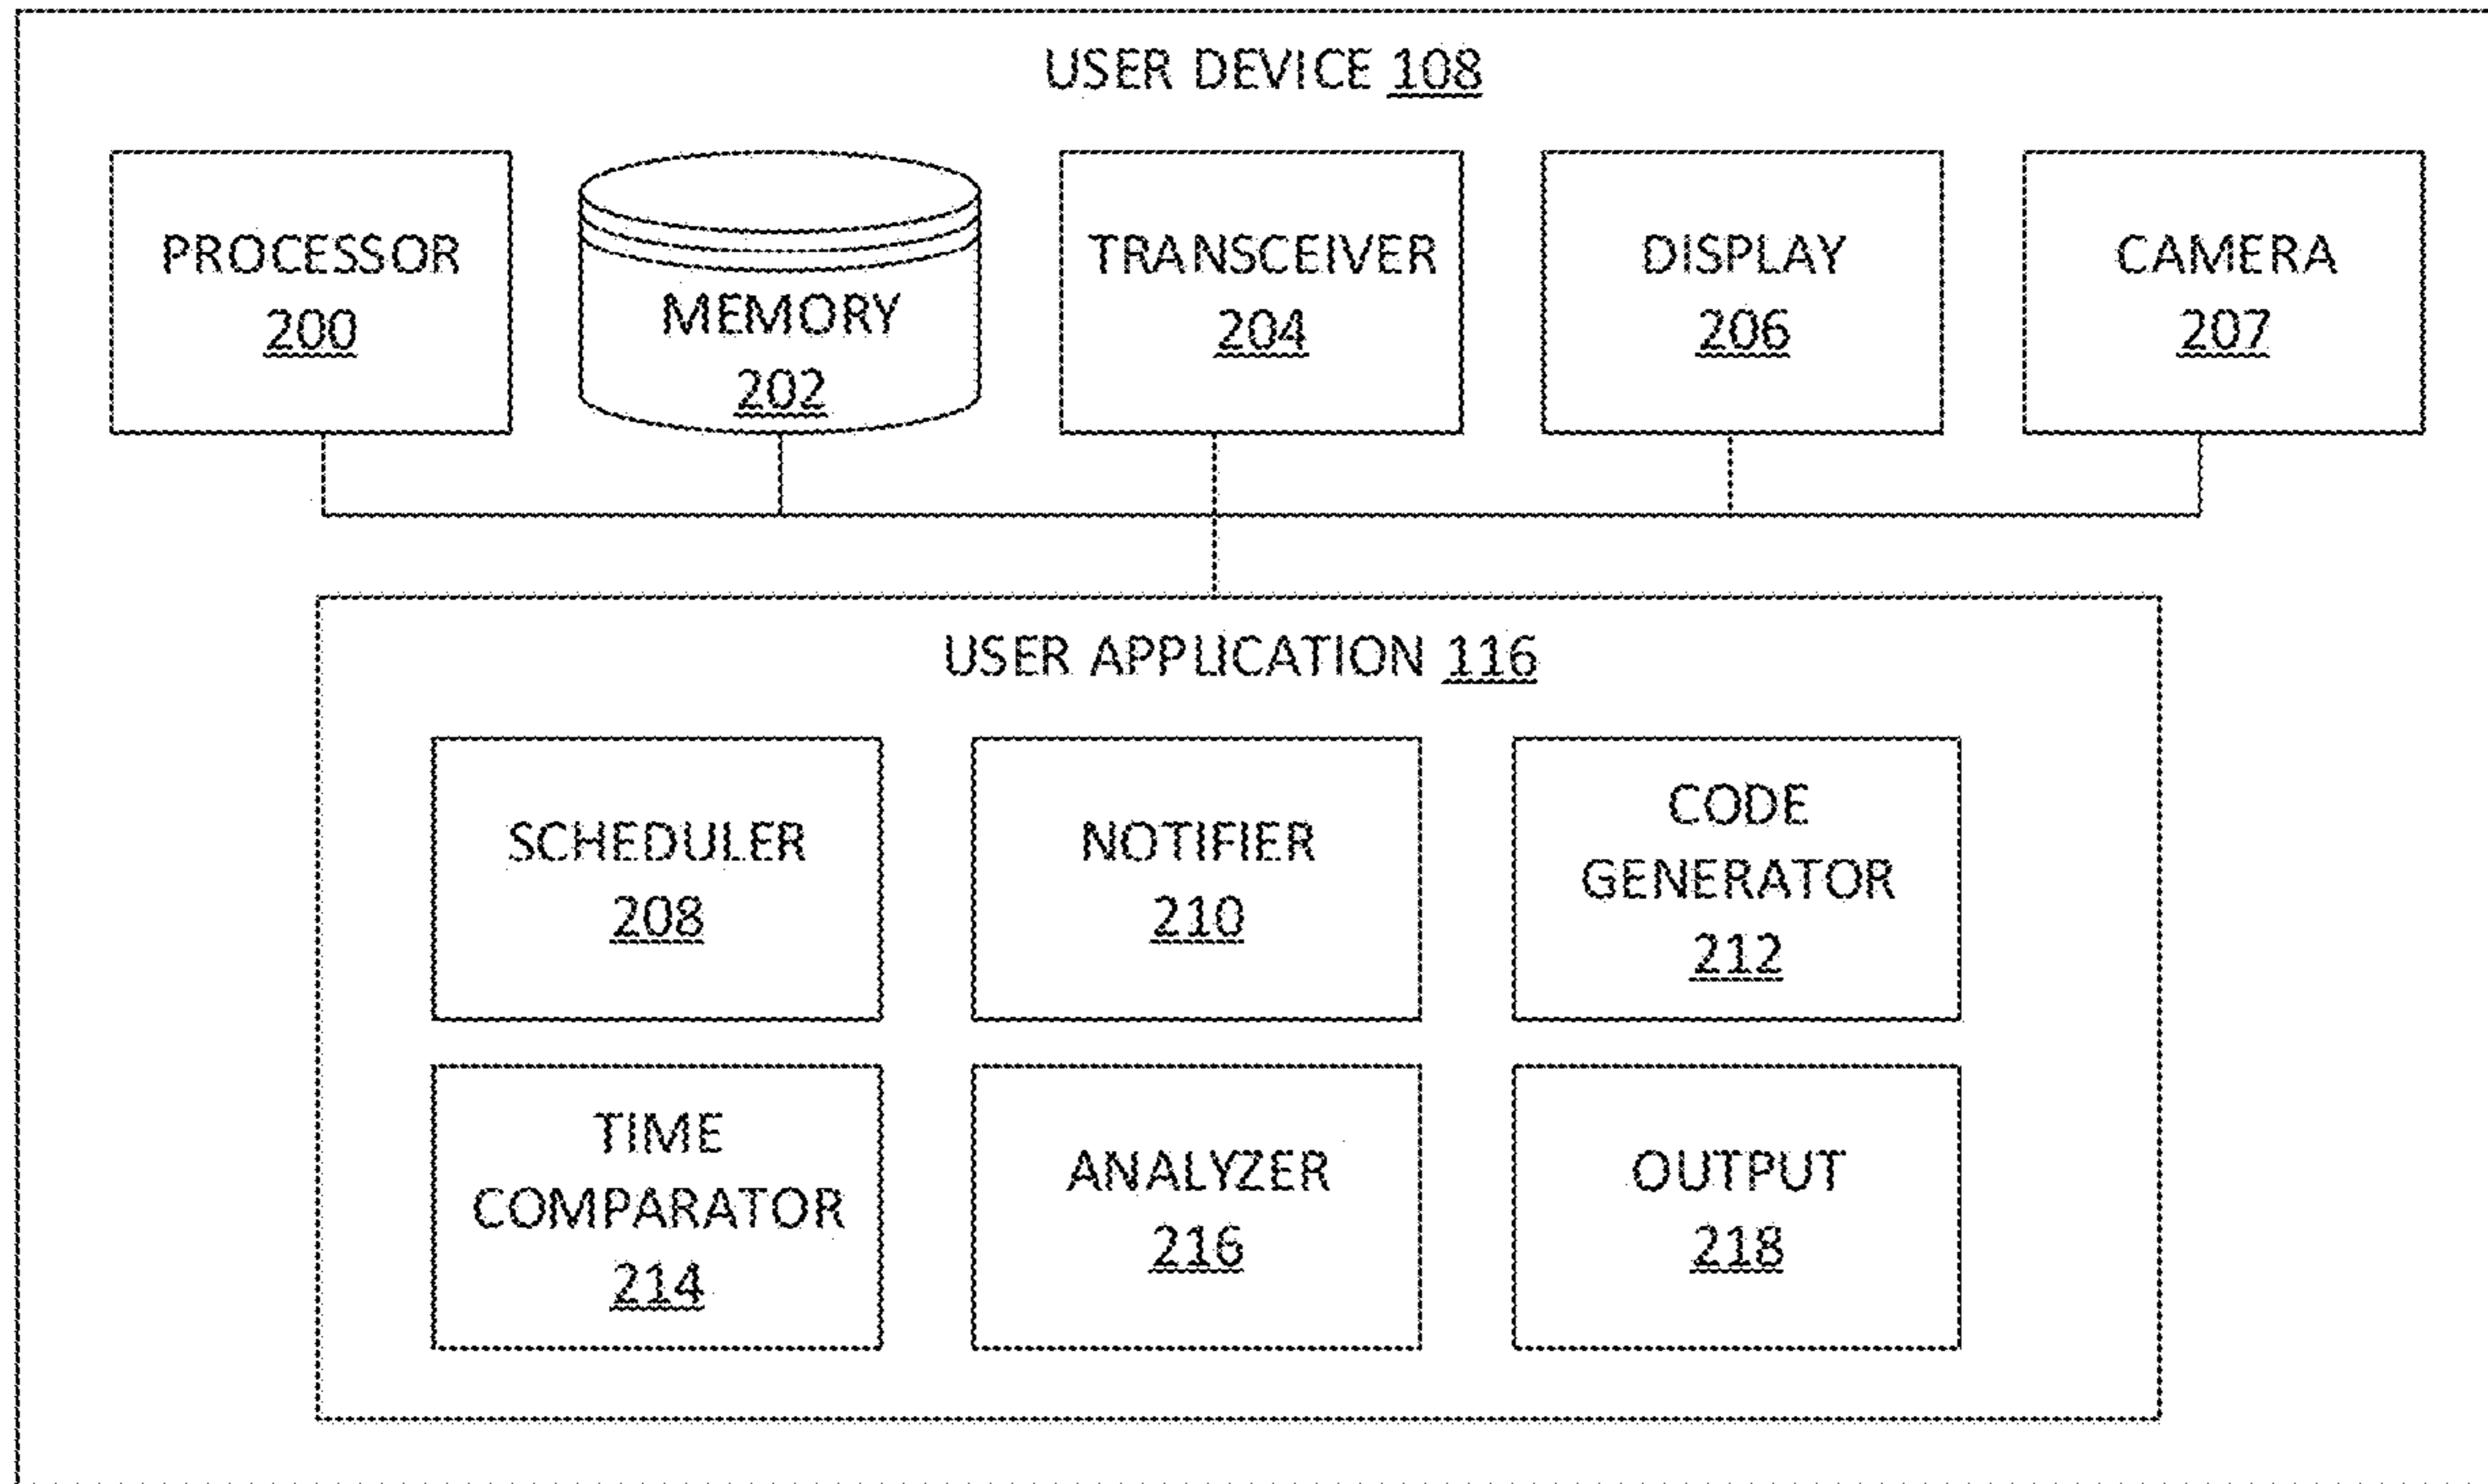 USER DEVICE 108
PROCESSOR
200
MEMORY
202
TRANSCEIVER
204
DISPLAY
206
CAMERA
207
USER APPLICATION 116
SCHEDULER
208
NOTIFIER
210
CODE
GENERATOR
212
TIME
COMPARATOR
214
ANALYZER
216
OUTPUT
218